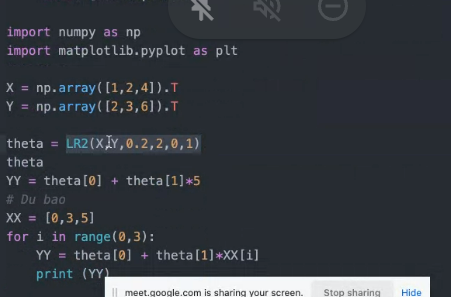 import numpy as np
import matplotlib.pyplot as plt
X = np.array([1,2,4]).T
Y = np.array([2,3,6]).T
theta = LR2(X,Y,0.2,2,0,1)
theta
YY = theta[0] + theta[1]*5
# Du bao
XX = [0,3,5]
for i in range(0,3):
    YY = theta[0] + theta[1]*XX[i]
    print (YY)
meet.google.com is sharing your screen. Stop sharing Hide